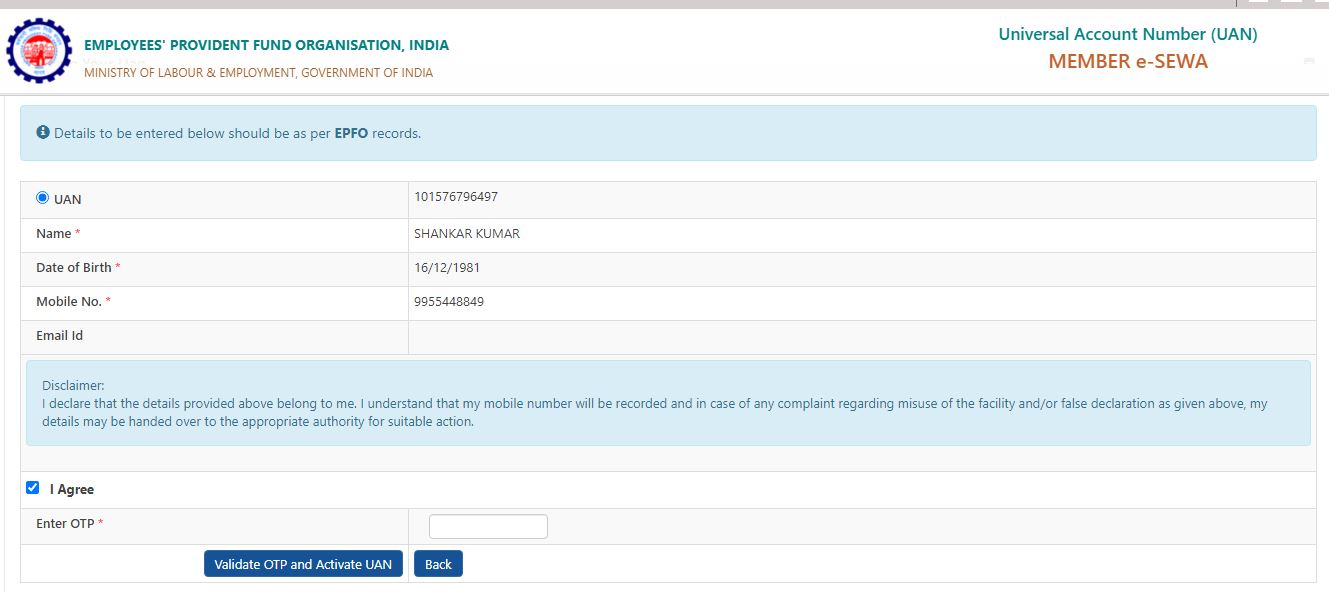 EMPLOYEES' PROVIDENT FUND ORGANISATION, INDIA
MINISTRY OF LABOUR & EMPLOYMENT, GOVERNMENT OF INDIA
Universal Account Number (UAN)
MEMBER e-SEWA
Details to be entered below should be as per EPFO records.
UAN 101576796497
Name * SHANKAR KUMAR
Date of Birth * 16/12/1981
Mobile No. * 9955448849
Email Id
Disclaimer:
I declare that the details provided above belong to me. I understand that my mobile number will be recorded and in case of any complaint regarding misuse of the facility and/or false declaration as given above, my
details may be handed over to the appropriate authority for suitable action.
I Agree
Enter OTP *
Validate OTP and Activate UAN Back